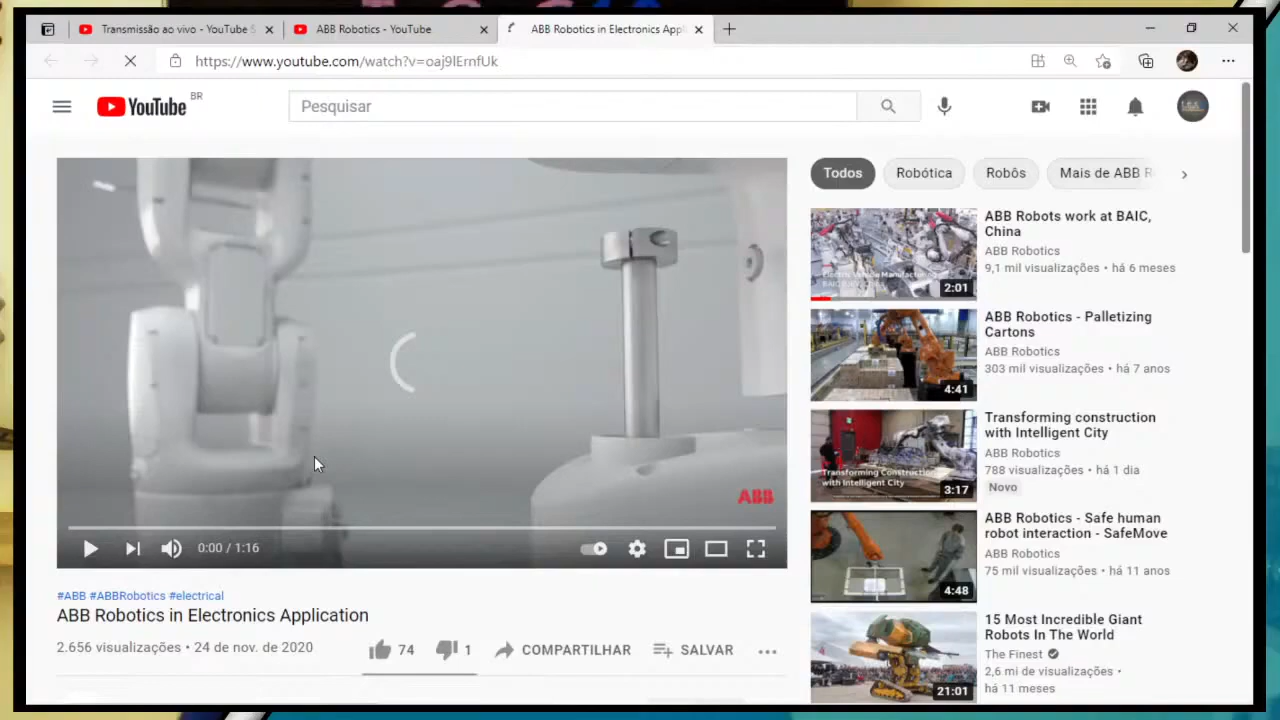 Transmissão ao vivo - YouTube S
ABB Robotics - YouTube
ABB Robotics in Electronics Appl
https://www.youtube.com/watch?v=oaj9lErnfUk
YouTube
BR
Pesquisar
Todos
Robótica
Robôs
Mais de ABB R
ABB
0:00 / 1:16
#ABB #ABBRobotics #electrical
ABB Robotics in Electronics Application
2.656 visualizações • 24 de nov. de 2020
74
1
COMPARTILHAR
SALVAR
Electric Vehicle Manufacturing
BAIC, China
2:01
ABB Robots work at BAIC,
China
ABB Robotics
9,1 mil visualizações • há 6 meses
4:41
ABB Robotics - Palletizing
Cartons
ABB Robotics
303 mil visualizações • há 7 anos
Transforming Construction
with Intelligent City
3:17
Transforming construction
with Intelligent City
ABB Robotics
788 visualizações • há 1 dia
Novo
4:48
ABB Robotics - Safe human
robot interaction - SafeMove
ABB Robotics
75 mil visualizações • há 11 anos
21:01
15 Most Incredible Giant
Robots In The World
The Finest
2,6 mi de visualizações •
há 11 meses